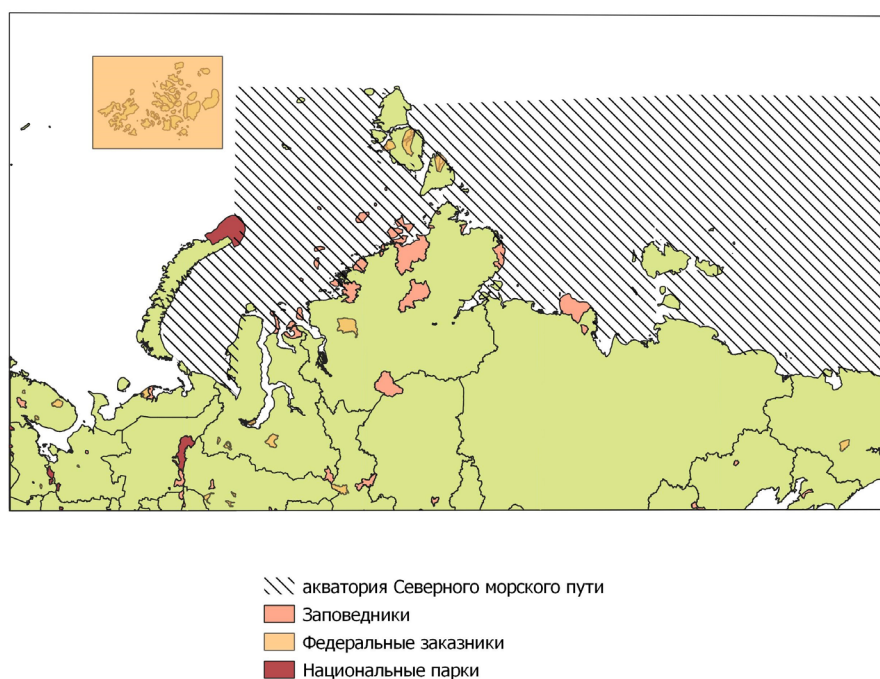 акватория Северного морского пути
Заповедники
Федеральные заказники
Национальные парки